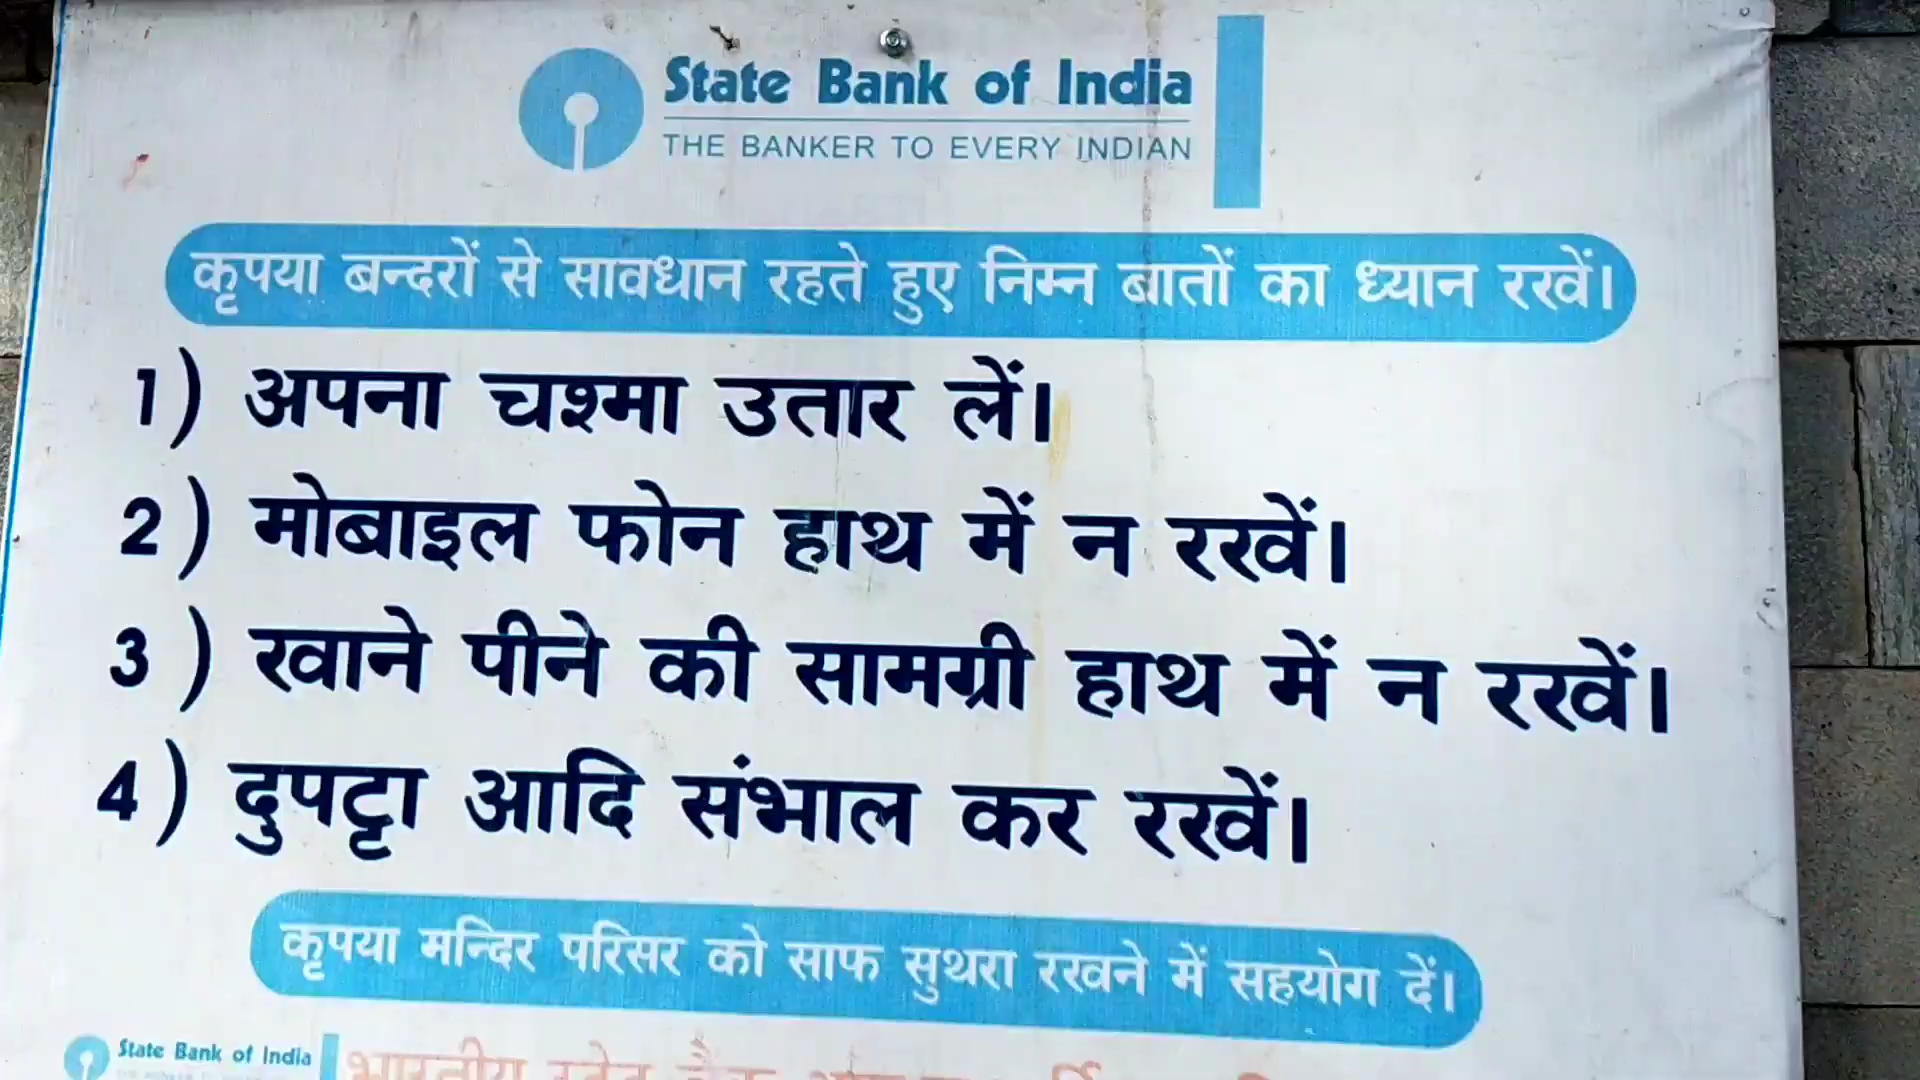 State Bank of India
THE BANKER TO EVERY INDIAN
कृपया बन्दरों से सावधान रहते हुए निम्न बातों का ध्यान रखें।
1) अपना चश्मा उतार लें।
2) मोबाइल फोन हाथ में न रखें।
3) खाने पीने की सामग्री हाथ में न रखें।
4) दुपट्टा आदि संभाल कर रखें।
कृपया मन्दिर परिसर को साफ सुथरा रखने में सहयोग दें।
State Bank of India
भारतीय स्टेट बैंक